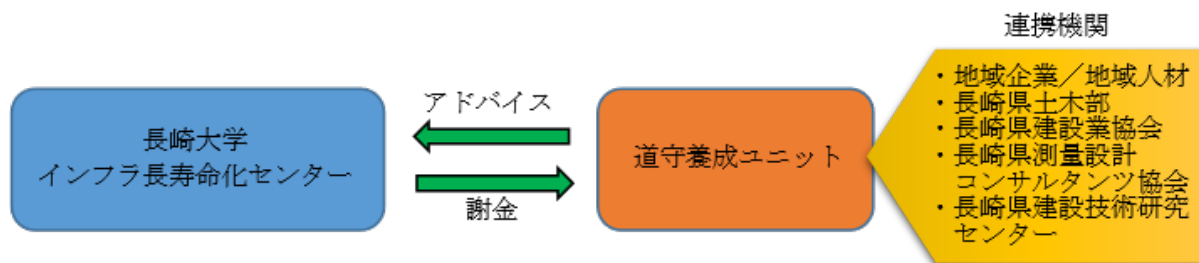 長崎大学
インフラ長寿命化センター
アドバイス
謝金
道守養成ユニット
連携機関
・地域企業／地域人材
・長崎県土木部
・長崎県建設業協会
・長崎県測量設計
コンサルタンツ協会
・長崎県建設技術研究
センター